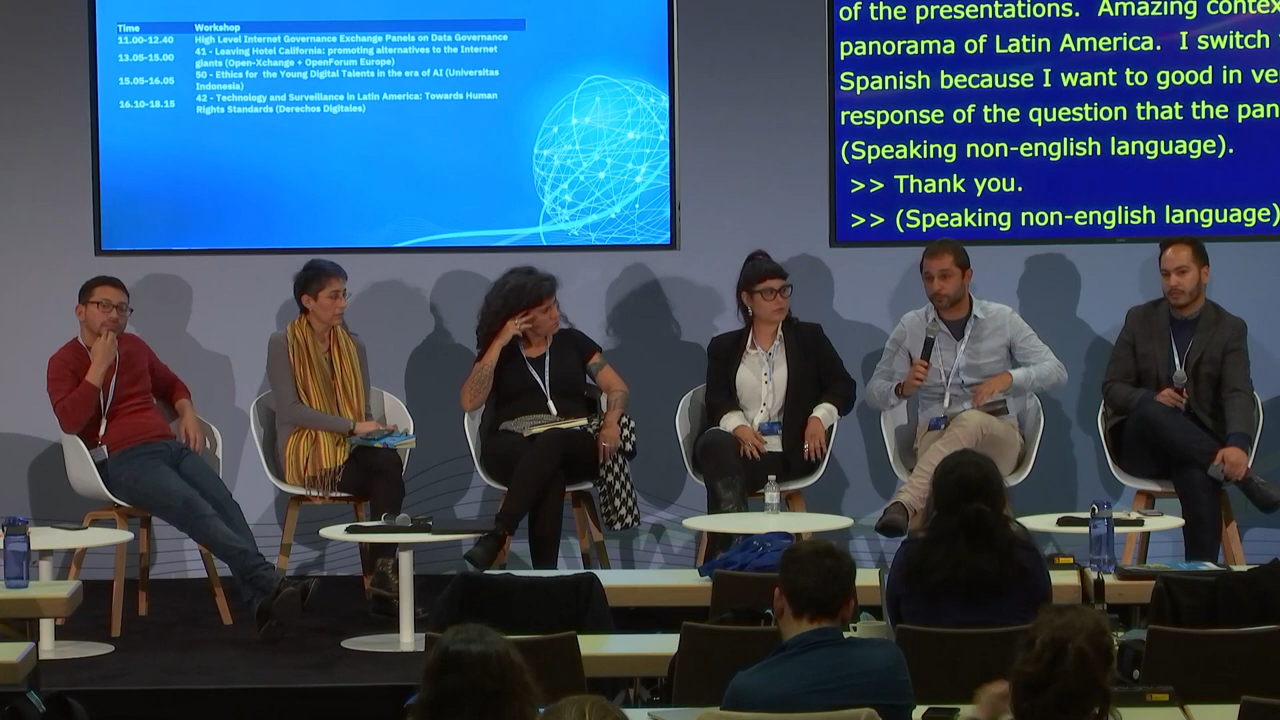 Time Workshop
11.00-12.40 High Level Internet Governance Exchange Panels on Data Governance
13.05-15.00 41 - Leaving Hotel California: promoting alternatives to the Internet
giants (Open-Xchange + OpenForum Europe)
15.05-16.05 50 - Ethics for the Young Digital Talents in the era of AI (Universitas
Indonesia)
16.10-18.15 42 - Technology and Surveillance in Latin America: Towards Human
Rights Standards (Derechos Digitales)
of the presentations. Amazing contex
panorama of Latin America. I switch
Spanish because I want to good in ve
response of the question that the pan
(Speaking non-english language).
>> Thank you.
>> (Speaking non-english language)